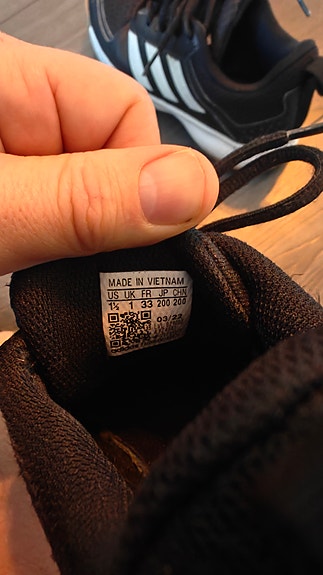 MADE IN VIETNAM
US UK FR JP CHN
1½ 1 33 200 200
03/22